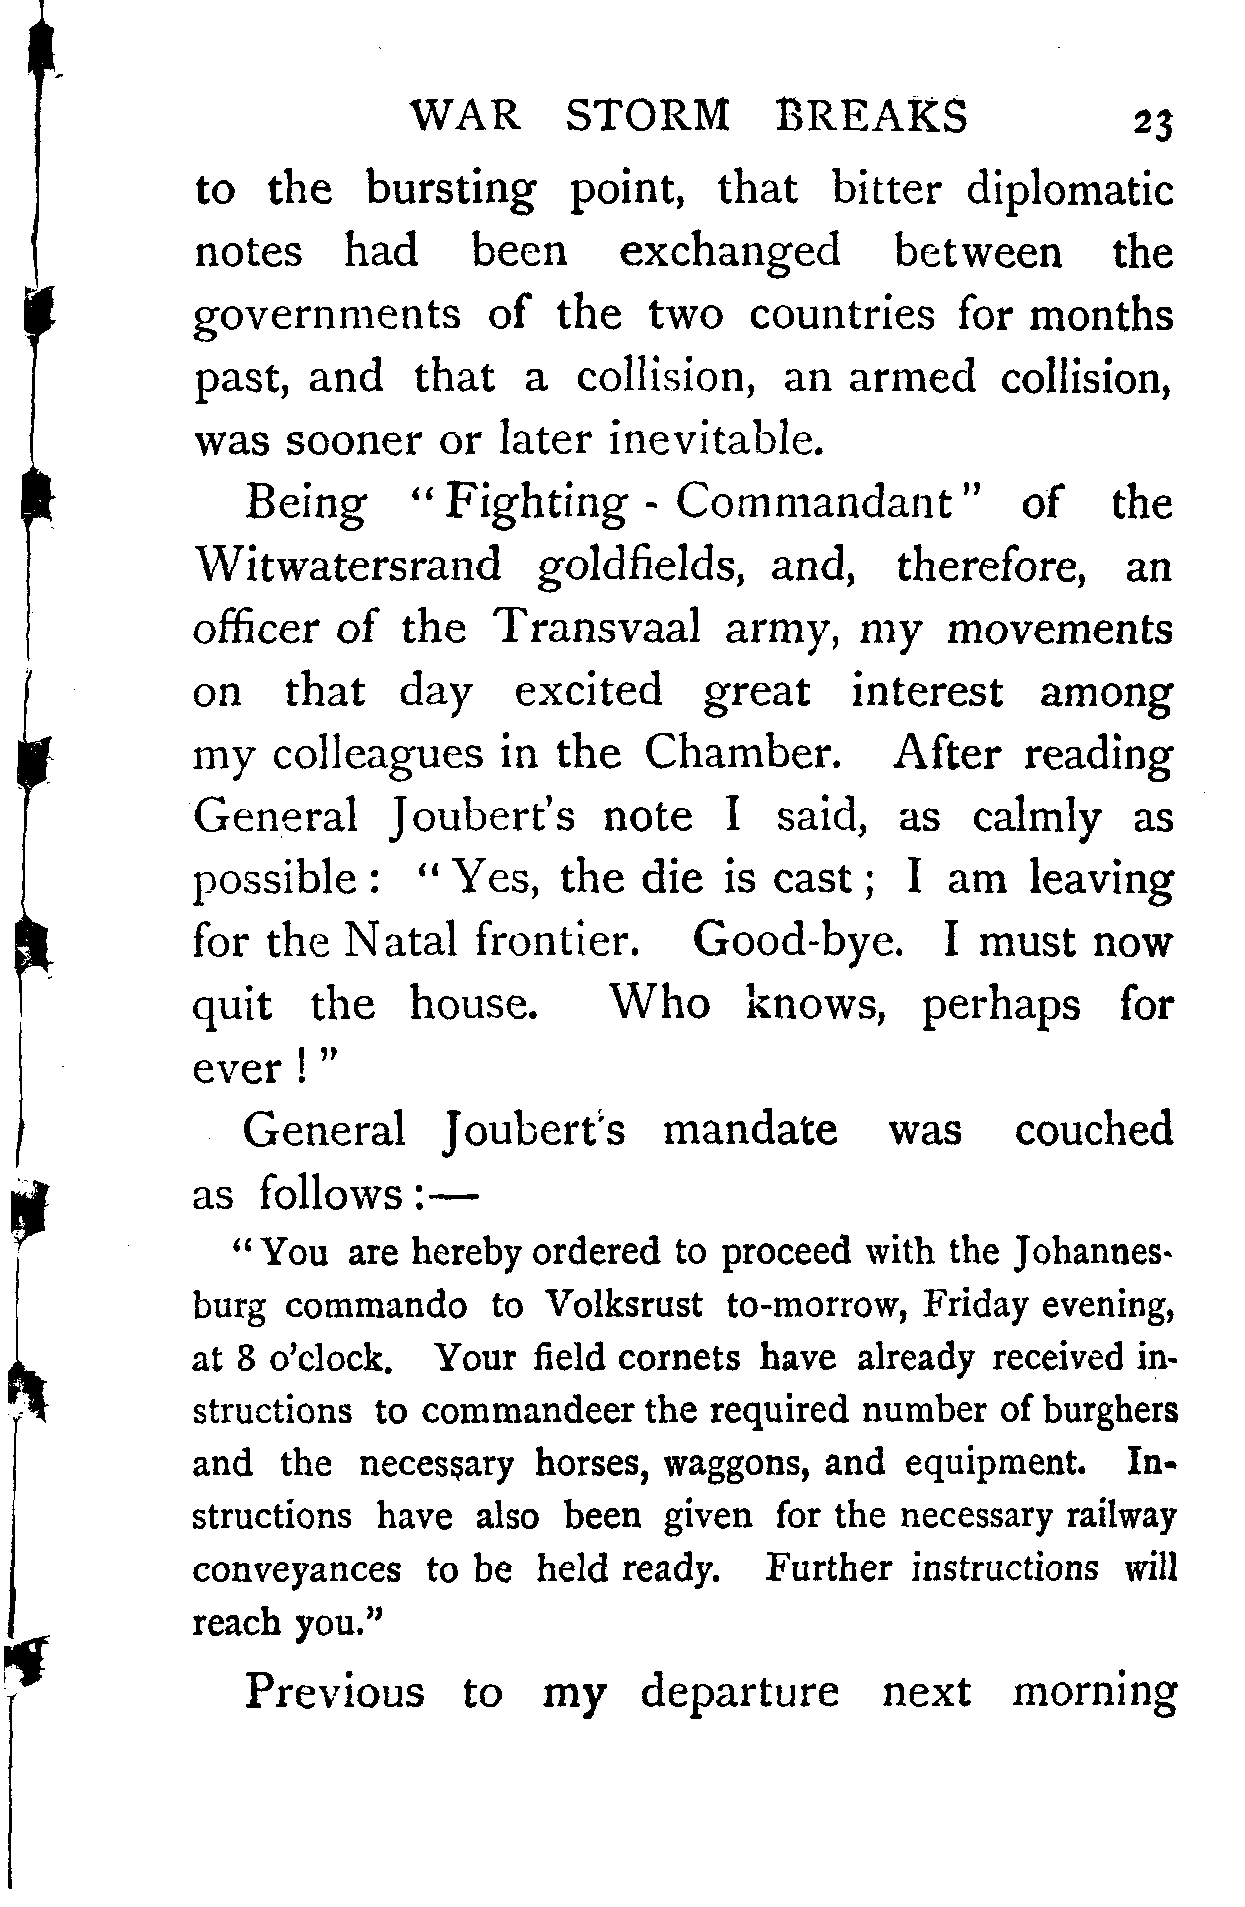 WAR STORM BREAKS 23
to the bursting point, that bitter diplomatic
notes had been exchanged between the
governments of the two countries for months
past, and that a collision, an armed collision,
was sooner or later inevitable.
Being “Fighting - Commandant” of the
Witwatersrand goldfields, and, therefore, an
officer of the Transvaal army, my movements
on that day excited great interest among
my colleagues in the Chamber. After reading
General Joubert’s note I said, as calmly as
possible: “Yes, the die is cast; I am leaving
for the Natal frontier. Good-bye. I must now
quit the house. Who knows, perhaps for
ever!”
General Joubert’s mandate was couched
as follows:—
“You are hereby ordered to proceed with the Johannes-
burg commando to Volksrust to-morrow, Friday evening,
at 8 o’clock. Your field cornets have already received in-
structions to commandeer the required number of burghers
and the necessary horses, waggons, and equipment. In-
structions have also been given for the necessary railway
conveyances to be held ready. Further instructions will
reach you.”
Previous to my departure next morning